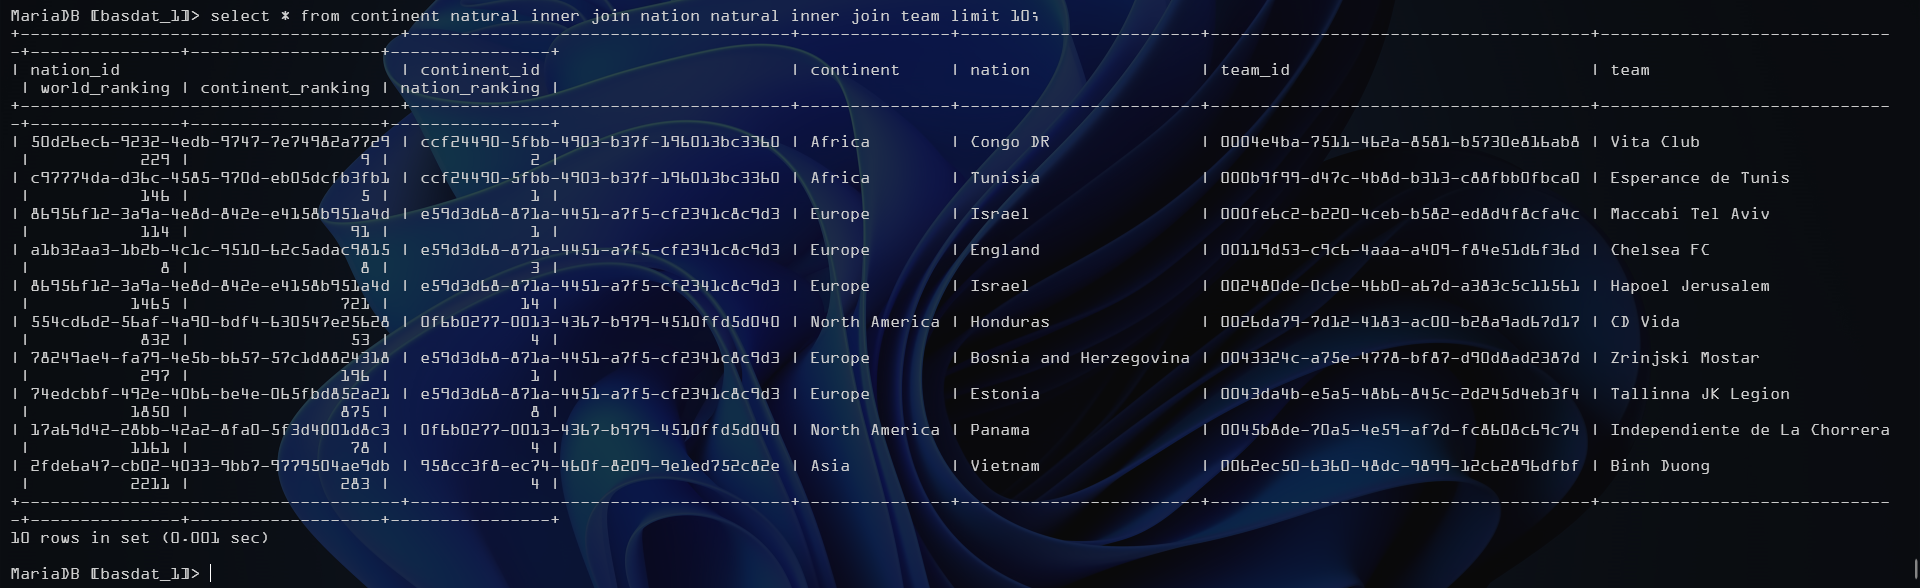 MariaDB [basdat_1]> select * from continent natural inner join nation natural inner join team limit 10;
+--------------------------------------+--------------------------------------+---------------+------------------------+--------------------------------------+-----------------------------
-+---------------+-------------------+----------------+
| nation_id                            | continent_id                         | continent     | nation                 | team_id                              | team
 | world_ranking | continent_ranking | nation_ranking |
+--------------------------------------+--------------------------------------+---------------+------------------------+--------------------------------------+-----------------------------
-+---------------+-------------------+----------------+
| 50d26ec6-9232-4edb-9747-7e74982a7729 | ccf24490-5fbb-4903-b37f-196013bc3360 | Africa        | Congo DR               | 0004e4ba-7511-462a-8581-b5730e816ab8 | Vita Club
 |           229 |                 9 |              2 |
| c97774da-d36c-4585-970d-eb05dcfb3fb1 | ccf24490-5fbb-4903-b37f-196013bc3360 | Africa        | Tunisia                | 000b9f99-d47c-4b8d-b313-c88fbb0fbca0 | Esperance de Tunis
 |           146 |                 5 |              1 |
| 86956f12-3a9a-4e8d-842e-e4158b951a4d | e59d3d68-871a-4451-a7f5-cf2341c8c9d3 | Europe        | Israel                 | 000fe6c2-b220-4ceb-b582-ed8d4f8cfa4c | Maccabi Tel Aviv
 |           114 |                91 |              1 |
| a1b32aa3-1b2b-4c1c-9510-62c5adac9815 | e59d3d68-871a-4451-a7f5-cf2341c8c9d3 | Europe        | England                | 00119d53-c9c6-4aaa-a409-f84e51d6f36d | Chelsea FC
 |             8 |                 8 |              3 |
| 86956f12-3a9a-4e8d-842e-e4158b951a4d | e59d3d68-871a-4451-a7f5-cf2341c8c9d3 | Europe        | Israel                 | 002480de-0c6e-46b0-a67d-a383c5c11561 | Hapoel Jerusalem
 |          1465 |               721 |             14 |
| 554cd6d2-56af-4a90-bdf4-630547e25628 | 0f6b0277-0013-4367-b979-4510ffd5d040 | North America | Honduras               | 0026da79-7d12-4183-ac00-b28a9ad67d17 | CD Vida
 |           832 |                53 |              4 |
| 78249ae4-fa79-4e5b-b657-57c1d8824318 | e59d3d68-871a-4451-a7f5-cf2341c8c9d3 | Europe        | Bosnia and Herzegovina | 0043324c-a75e-4778-bf87-d90d8ad2387d | Zrinjski Mostar
 |           297 |               196 |              1 |
| 74edcbbf-492e-40b6-be4e-065fbd852a21 | e59d3d68-871a-4451-a7f5-cf2341c8c9d3 | Europe        | Estonia                | 0043da4b-e5a5-48b6-845c-2d245d4eb3f4 | Tallinna JK Legion
 |          1850 |               875 |              8 |
| 17a69d42-28bb-42a2-8fa0-5f3d4001d8c3 | 0f6b0277-0013-4367-b979-4510ffd5d040 | North America | Panama                 | 0045b8de-70a5-4e59-af7d-fc8608c69c74 | Independiente de La Chorrera
 |          1161 |                78 |              4 |
| 2fde6a47-cb02-4033-9bb7-9779504ae9db | 958cc3f8-ec74-460f-8209-9e1ed752c82e | Asia          | Vietnam                | 0062ec50-6360-48dc-9899-12c62896dfbf | Binh Duong
 |          2211 |               283 |              4 |
+--------------------------------------+--------------------------------------+---------------+------------------------+--------------------------------------+-----------------------------
-+---------------+-------------------+----------------+
10 rows in set (0.001 sec)
MariaDB [basdat_1]>